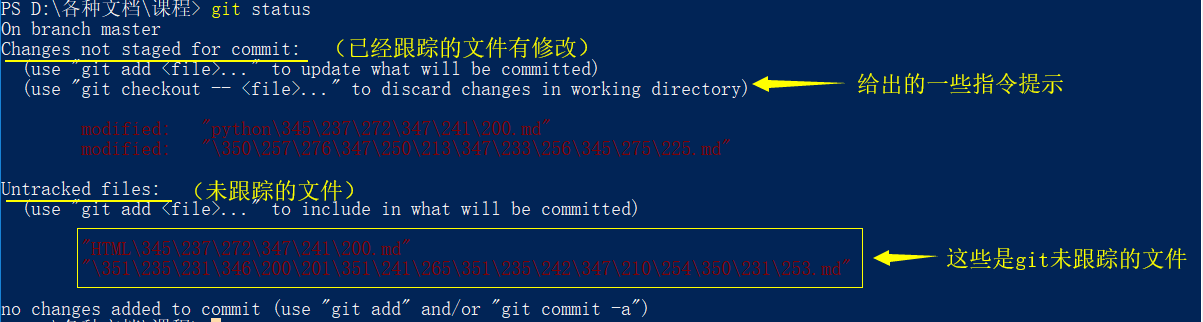 PS D:\各种文档\课程> git status
On branch master
Changes not staged for commit: （已经跟踪的文件有修改）
(use "git add <file>..." to update what will be committed)
(use "git checkout -- <file>..." to discard changes in working directory) 给出的一些指令提示
modified: "python\345\237\272\347\241\200.md"
modified: "\350\257\276\347\250\213\347\233\256\345\275\225.md"
Untracked files: （未跟踪的文件）
(use "git add <file>..." to include in what will be committed)
"HTML\345\237\272\347\241\200.md"
"\351\235\231\346\200\201\351\241\265\351\235\242\347\210\254\350\231\253.md" 这些是git未跟踪的文件
no changes added to commit (use "git add" and/or "git commit -a")